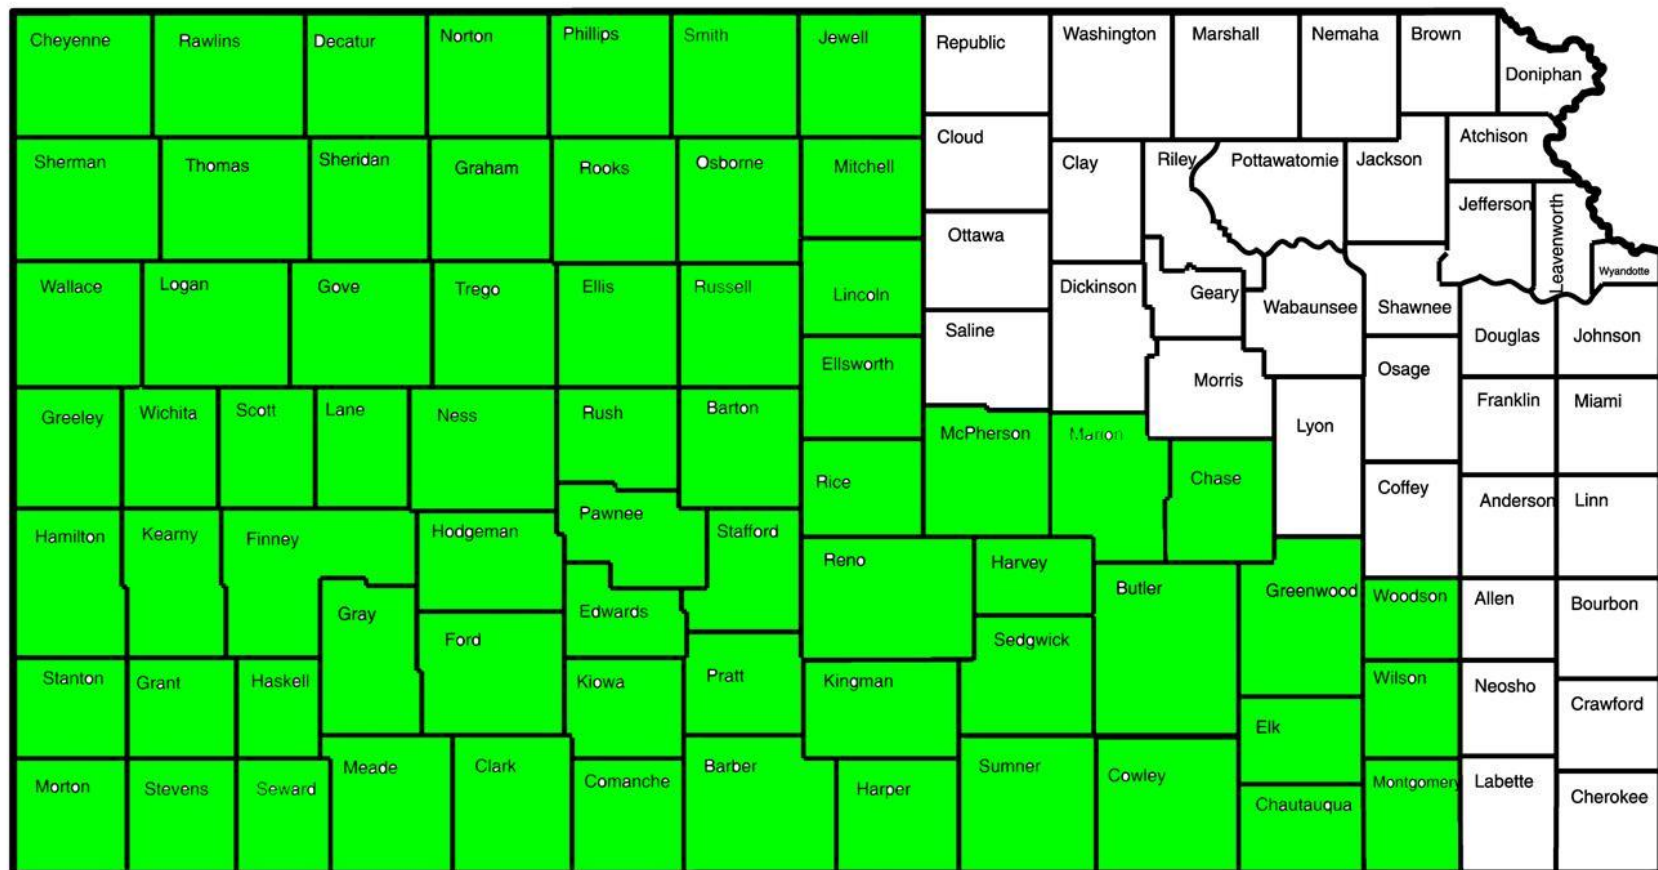 Cheyenne
Rawlins
Decatur
Norton
Phillips
Smith
Jewell
Republic
Washington
Marshall
Nemaha
Brown
Doniphan
Sherman
Thomas
Sheridan
Graham
Rooks
Osborne
Mitchell
Cloud
Clay
Riley
Pottawatomie
Jackson
Atchison
Jefferson
Leavenworth
Wyandotte
Ottawa
Wallace
Logan
Gove
Trego
Ellis
Russell
Lincoln
Saline
Dickinson
Geary
Wabaunsee
Shawnee
Douglas
Johnson
Ellsworth
Morris
Osage
Franklin
Miami
Greeley
Wichita
Scott
Lane
Ness
Rush
Barton
McPherson
Marion
Lyon
Rice
Chase
Coffey
Anderson
Linn
Hamilton
Kearny
Finney
Hodgeman
Pawnee
Stafford
Reno
Harvey
Butler
Greenwood
Woodson
Allen
Bourbon
Gray
Ford
Edwards
Sedgwick
Stanton
Grant
Haskell
Kiowa
Pratt
Kingman
Elk
Wilson
Neosho
Crawford
Morton
Stevens
Seward
Meade
Clark
Comanche
Barber
Harper
Sumner
Cowley
Chautauqua
Montgomery
Labette
Cherokee